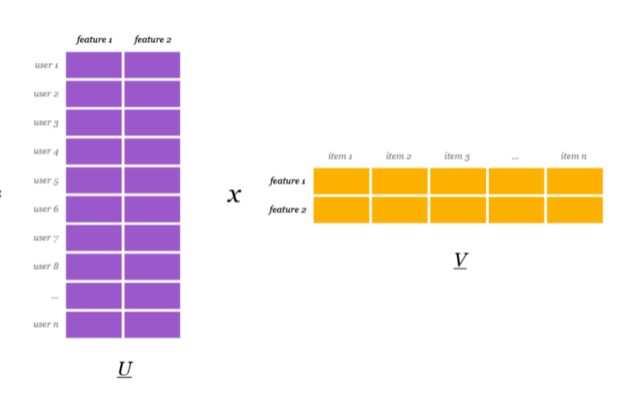 feature 1 feature 2
user 1
user 2
user 3
user 4
user 5
user 6
user 7
user 8
...
user n
U
x
item 1 item 2 item 3 ... item n
feature 1
feature 2
V